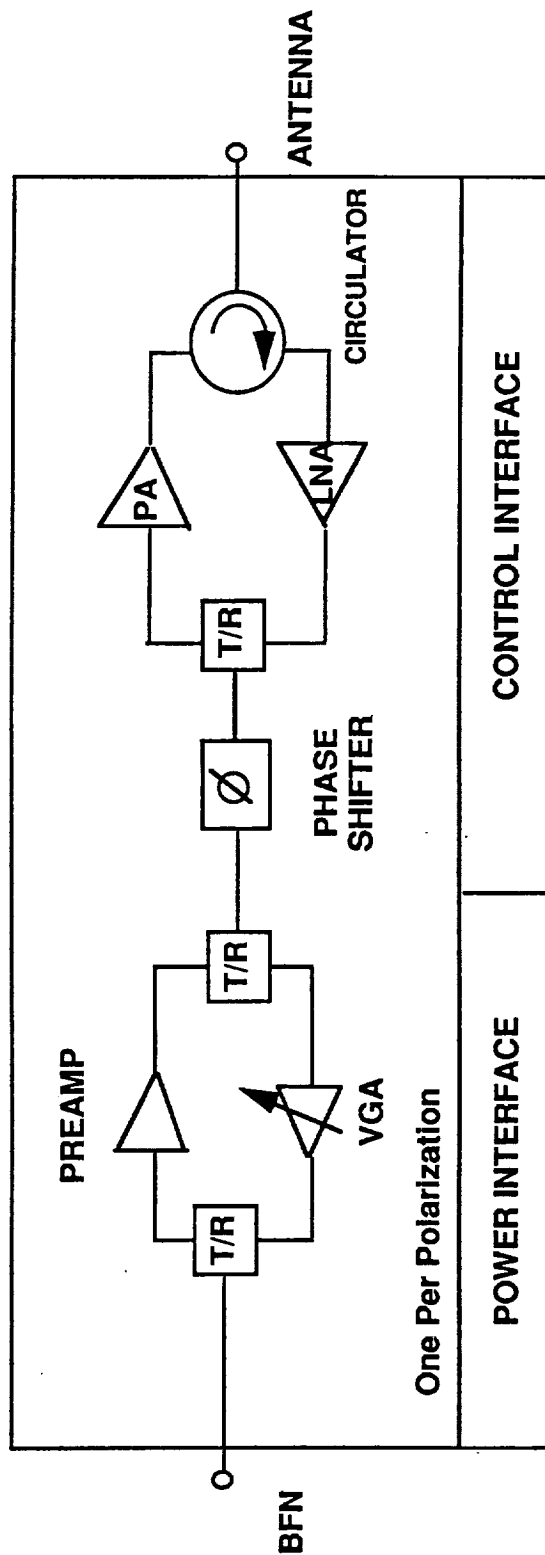 PREAMP
PA
ANTENNA
BFN
T/R
T/R
Ø
T/R
LNA
CIRCULATOR
VGA
PHASE
SHIFTER
One Per Polarization
POWER INTERFACE
CONTROL INTERFACE